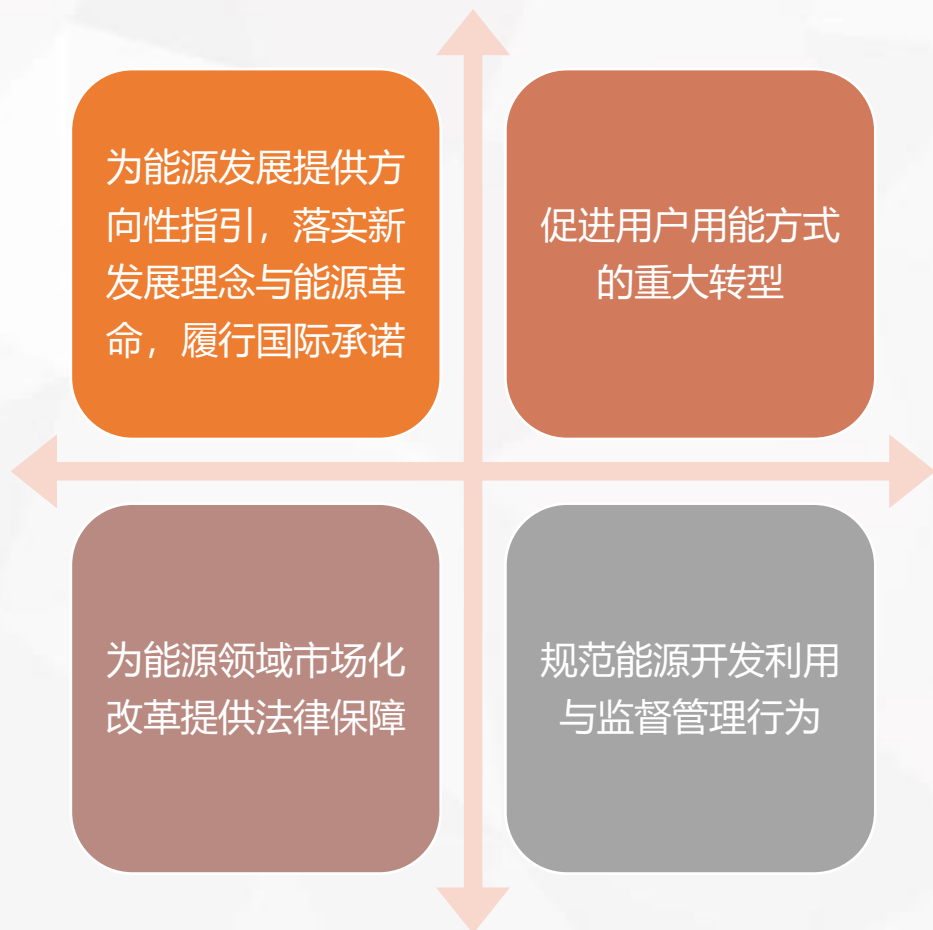 为能源发展提供方
向性指引，落实新
发展理念与能源革
命，履行国际承诺
促进用户用能方式
的重大转型
为能源领域市场化
改革提供法律保障
规范能源开发利用
与监督管理行为